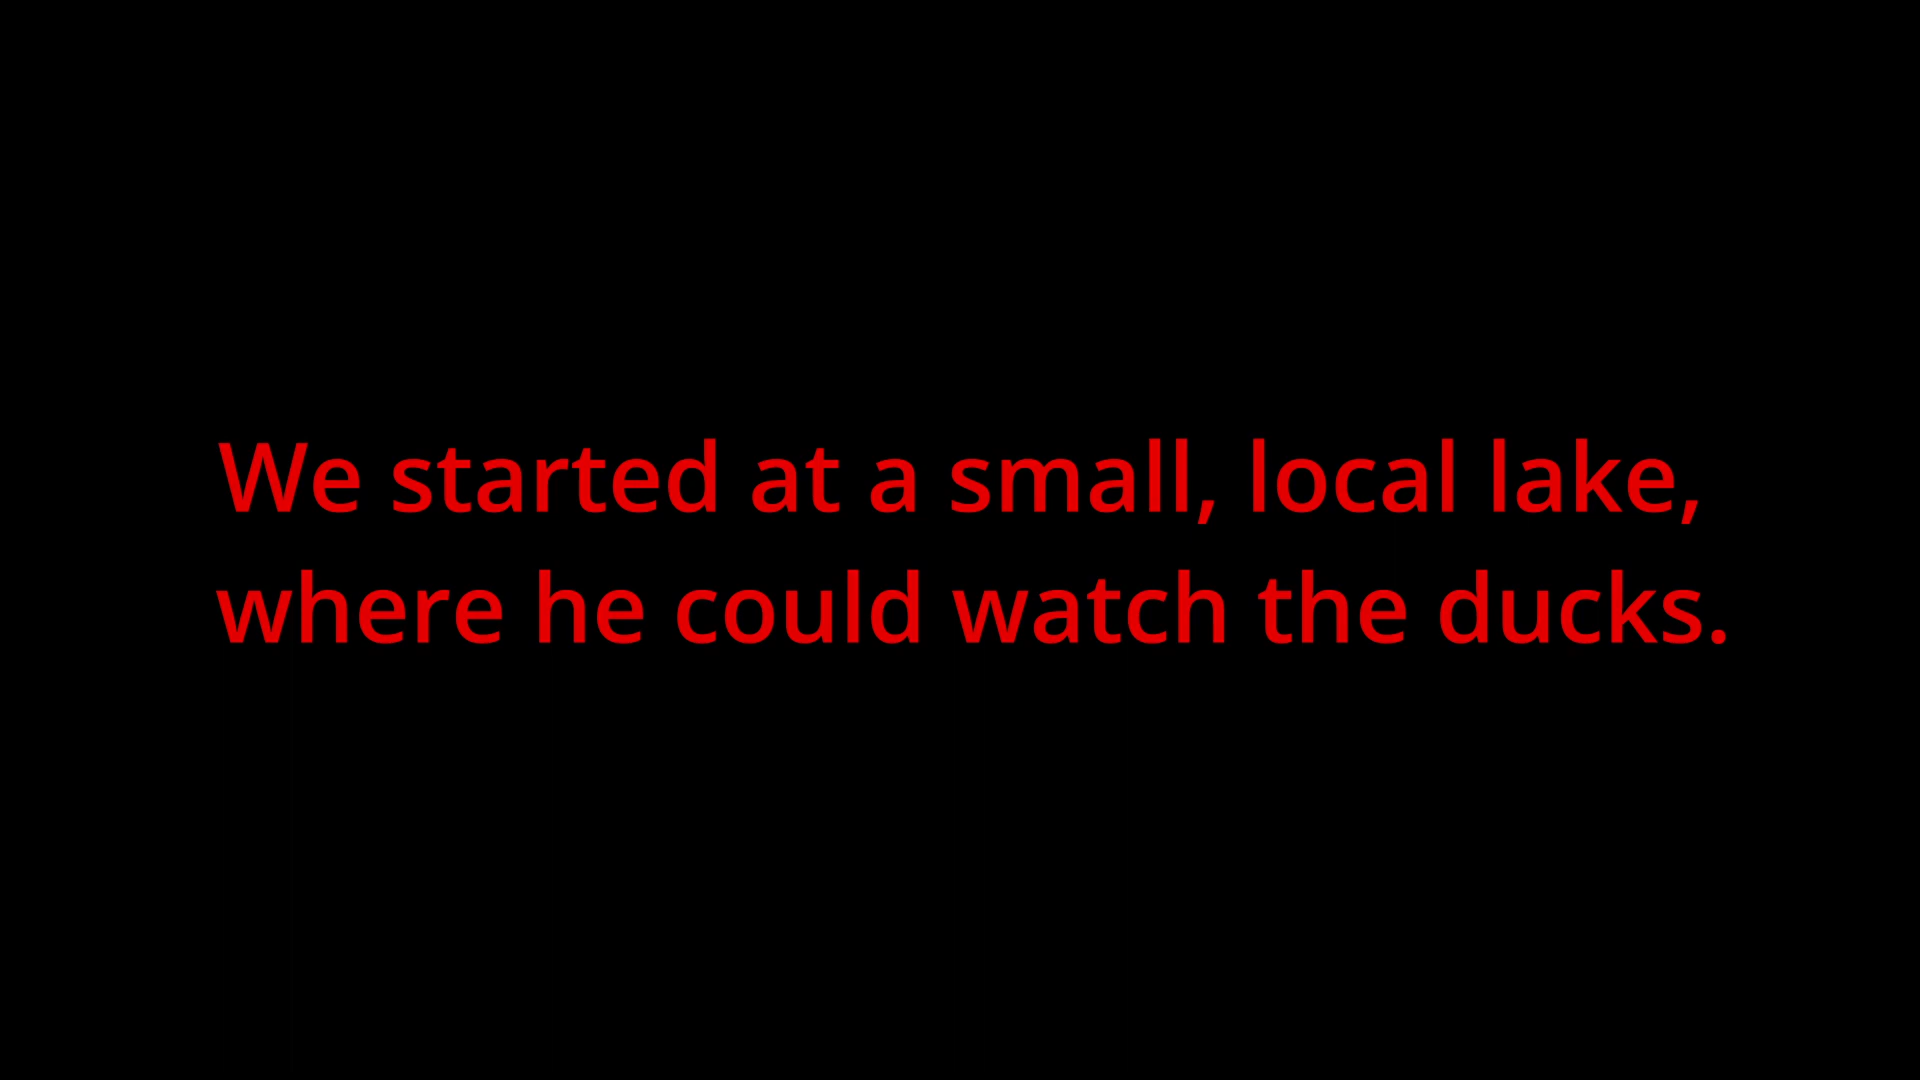 We started at a small, local lake,
where he could watch the ducks.